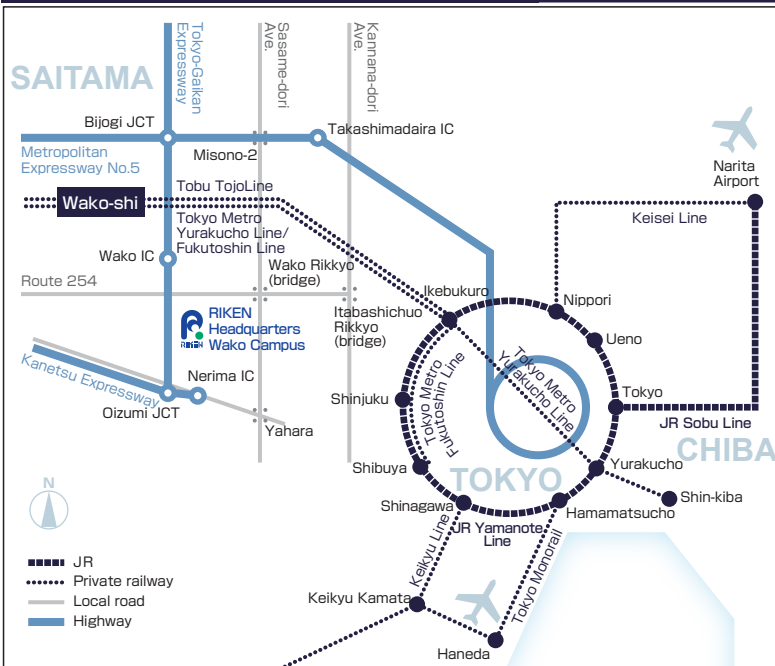 SAITAMA
Tokyo-Gaikan
Expressway
Sasame-dori
Ave.
Kannana-dori
Ave.
Bijogi JCT
Takashimadaira IC
Metropolitan
Expressway No.5
Misono-2
Narita
Airport
Wako-shi
Tobu TojoLine
Tokyo Metro
Yurakucho Line/
Fukutoshin Line
Keisei Line
Wako IC
Wako Rikkyo
(bridge)
Route 254
Ikebukuro
Nippori
RIKEN
RIKEN
Headquarters
Wako Campus
Itabashichuo
Rikkyo
(bridge)
Ueno
Kanetsu Expressway
Nerima IC
Oizumi JCT
Yahara
Shinjuku
Tokyo Metro
Fukutoshin Line
Tokyo Metro
Yurakucho Line
Tokyo
JR Sobu Line
CHIBA
Shibuya
TOKYO
Yurakucho
Shin-kiba
Shinagawa
Hamamatsucho
JR Yamanote
Line
N
Keikyu Line
Tokyo Monorail
JR
Private railway
Local road
Highway
Keikyu Kamata
Haneda